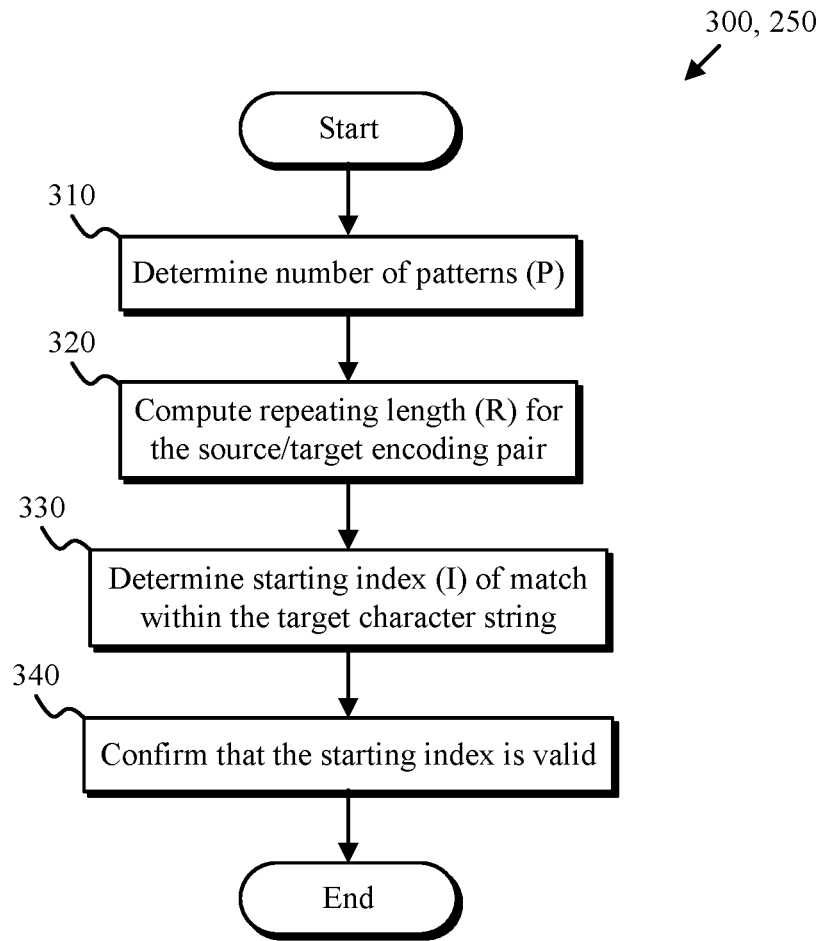 300, 250
Start
310
Determine number of patterns (P)
320
Compute repeating length (R) for
the source/target encoding pair
330
Determine starting index (I) of match
within the target character string
340
Confirm that the starting index is valid
End